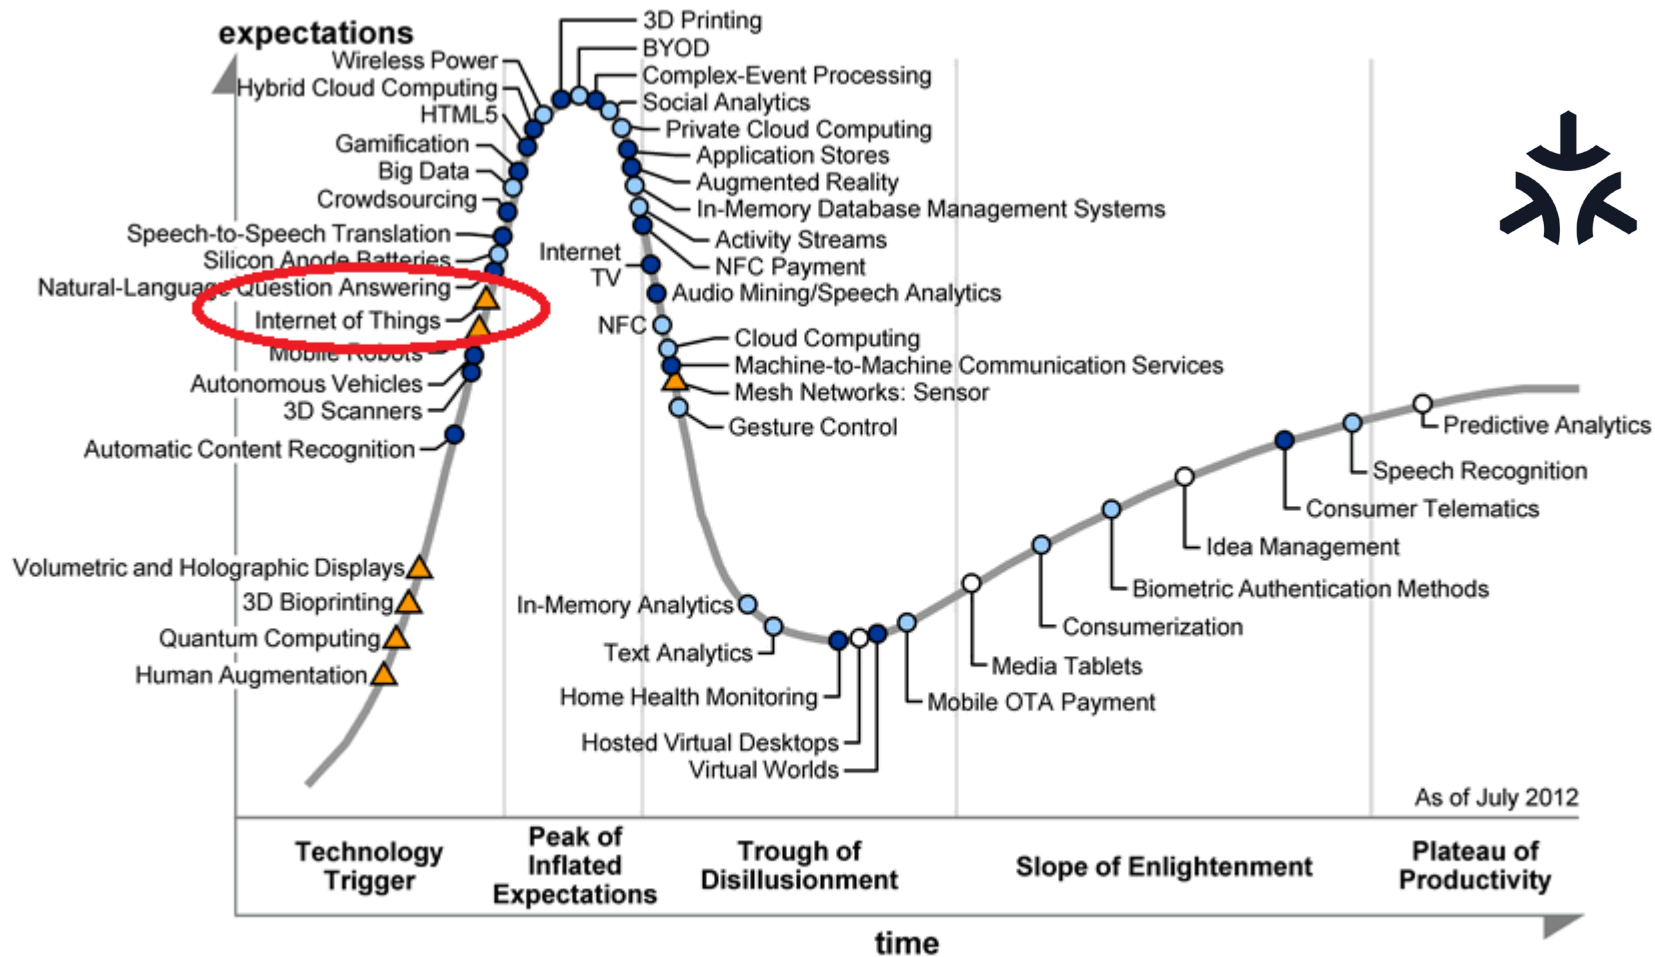 expectations
3D Printing
BYOD
Wireless Power
Complex-Event Processing
Hybrid Cloud Computing
Social Analytics
HTML5
Private Cloud Computing
Gamification
Application Stores
Big Data
Augmented Reality
Crowdsourcing
In-Memory Database Management Systems
Speech-to-Speech Translation
Activity Streams
Silicon Anode Batteries
Internet
TV
NFC Payment
Natural-Language Question Answering
Audio Mining/Speech Analytics
Internet of Things
NFC
Cloud Computing
Mobile Robots
Machine-to-Machine Communication Services
Autonomous Vehicles
Mesh Networks: Sensor
3D Scanners
Gesture Control
Predictive Analytics
Automatic Content Recognition
Speech Recognition
Consumer Telematics
Idea Management
Volumetric and Holographic Displays
Biometric Authentication Methods
3D Bioprinting
In-Memory Analytics
Consumerization
Quantum Computing
Text Analytics
Media Tablets
Human Augmentation
Home Health Monitoring
Mobile OTA Payment
Hosted Virtual Desktops
Virtual Worlds
As of July 2012
Technology
Trigger
Peak of
Inflated
Expectations
Trough of
Disillusionment
Slope of Enlightenment
Plateau of
Productivity
time